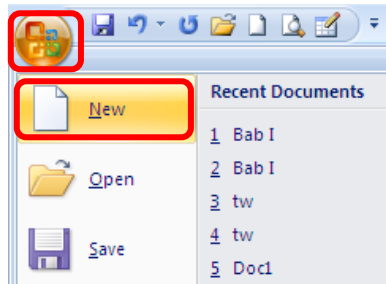 Recent Documents
New
1 Bab I
2 Bab I
Open
3 tw
4 tw
Save
5 Doc1